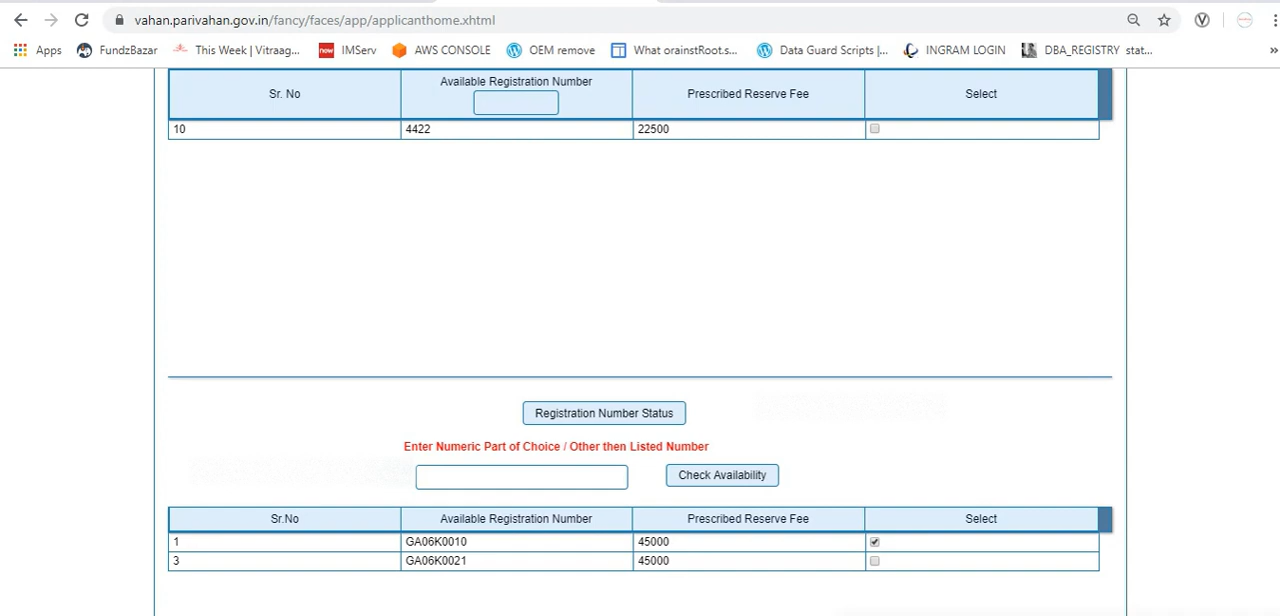 vahan.parivahan.gov.in/fancy/faces/app/applicanthome.xhtml
Apps FundzBazar This Week | Vitraag... now IMServ AWS CONSOLE OEM remove What orainstRoot.s... Data Guard Scripts |... INGRAM LOGIN DBA_REGISTRY stat... »
Sr. No Available Registration Number Prescribed Reserve Fee Select
10 4422 22500
Registration Number Status
Enter Numeric Part of Choice / Other then Listed Number
Check Availability
Sr.No Available Registration Number Prescribed Reserve Fee Select
1 GA06K0010 45000
3 GA06K0021 45000